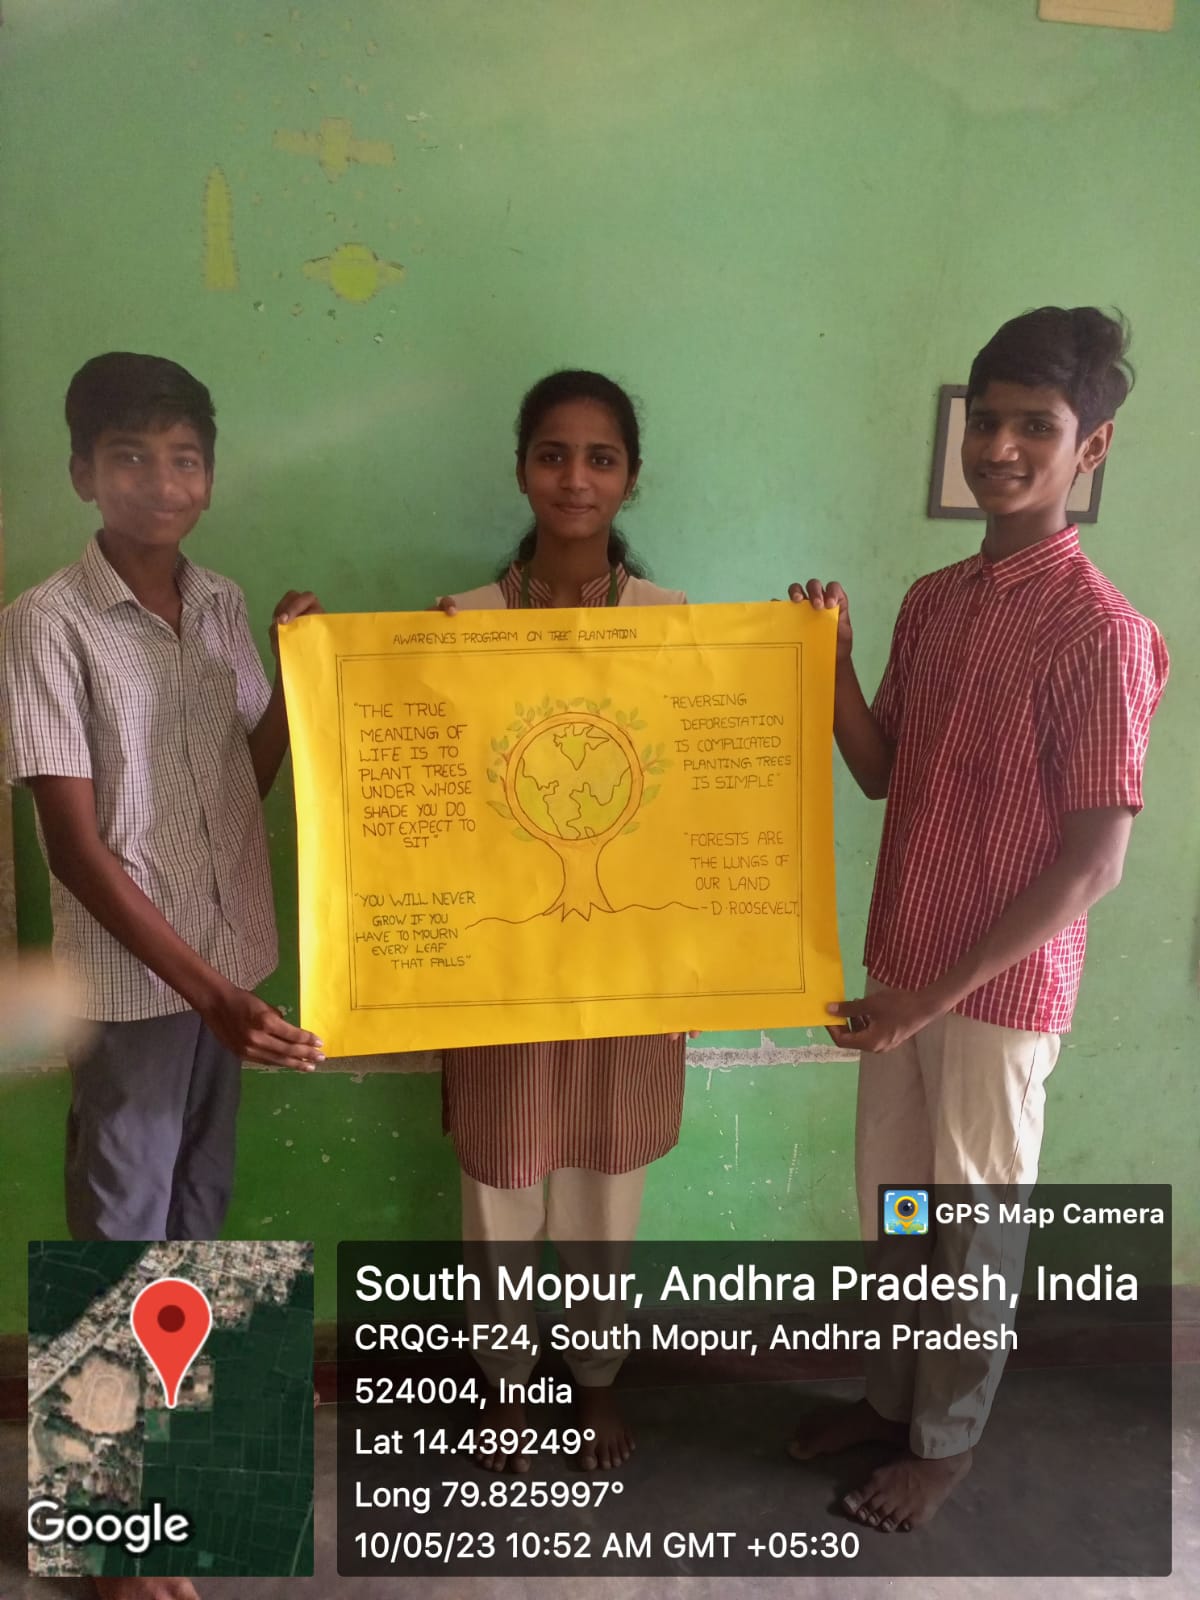 AWARENES PROGRAM ON TREE PLANTATION
"THE TRUE
MEANING OF
LIFE IS TO
PLANT TREES
UNDER WHOSE
SHADE YOU DO
NOT EXPECT TO
SIT"
"YOU WILL NEVER
GROW IF YOU
HAVE TO MOURN
EVERY LEAF
THAT FALLS"
"REVERSING
DEFORESTATION
IS COMPLICATED
PLANTING TREES
IS SIMPLE"
"FORESTS ARE
THE LUNGS OF
OUR LAND
- D. ROOSEVELT
GPS Map Camera
South Mopur, Andhra Pradesh, India
CRQG+F24, South Mopur, Andhra Pradesh
524004, India
Lat 14.439249°
Long 79.825997°
10/05/23 10:52 AM GMT +05:30
Google